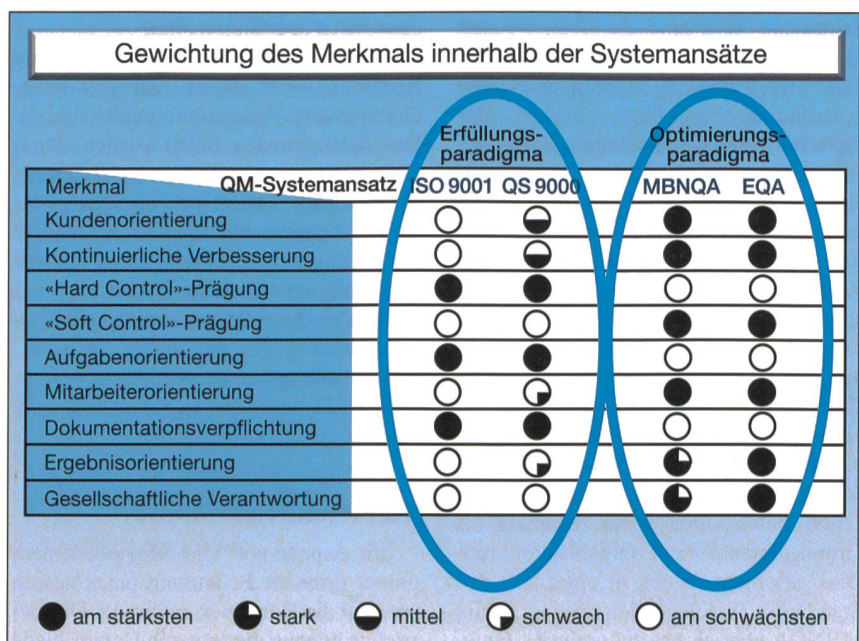 Gewichtung des Merkmals innerhalb der Systemansätze
Erfüllungs-
paradigma
Optimierungs-
paradigma
Merkmal QM-Systemansatz ISO 9001 QS 9000 MBNQA EQA
Kundenorientierung
Kontinuierliche Verbesserung
«Hard Control»-Prägung
«Soft Control»-Prägung
Aufgabenorientierung
Mitarbeiterorientierung
Dokumentationsverpflichtung
Ergebnisorientierung
Gesellschaftliche Verantwortung
am stärksten stark mittel schwach am schwächsten